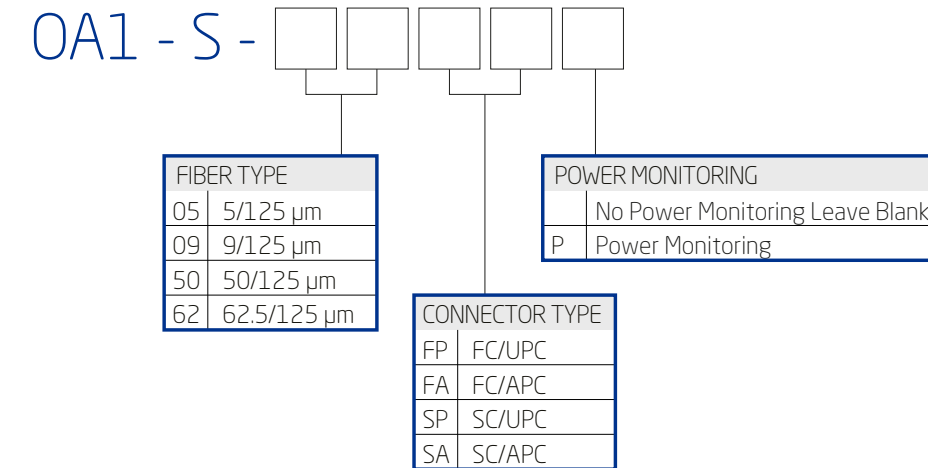 OA1 - S -
FIBER TYPE
05 5/125 µm
09 9/125 µm
50 50/125 µm
62 62.5/125 µm
CONNECTOR TYPE
FP FC/UPC
FA FC/APC
SP SC/UPC
SA SC/APC
POWER MONITORING
No Power Monitoring Leave Blank
P Power Monitoring